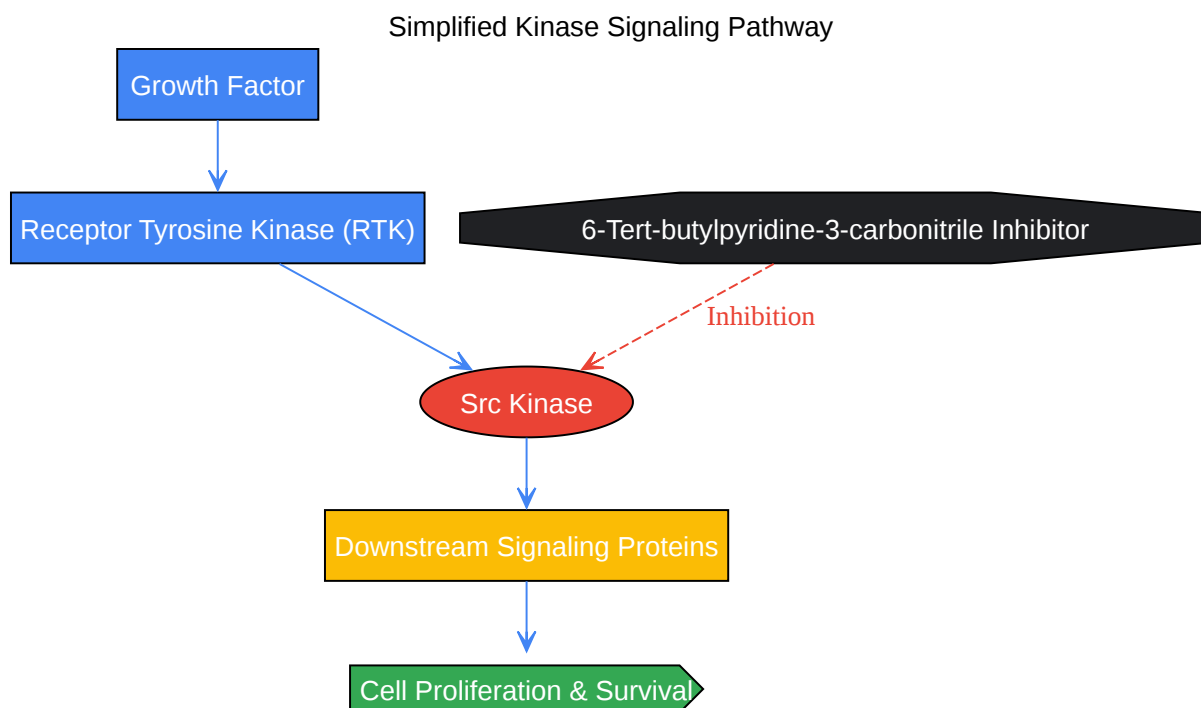 Simplified Kinase Signaling Pathway
Growth Factor
Receptor Tyrosine Kinase (RTK)
6-Tert-butylpyridine-3-carbonitrile Inhibitor
Inhibition
Src Kinase
Downstream Signaling Proteins
Cell Proliferation & Survival